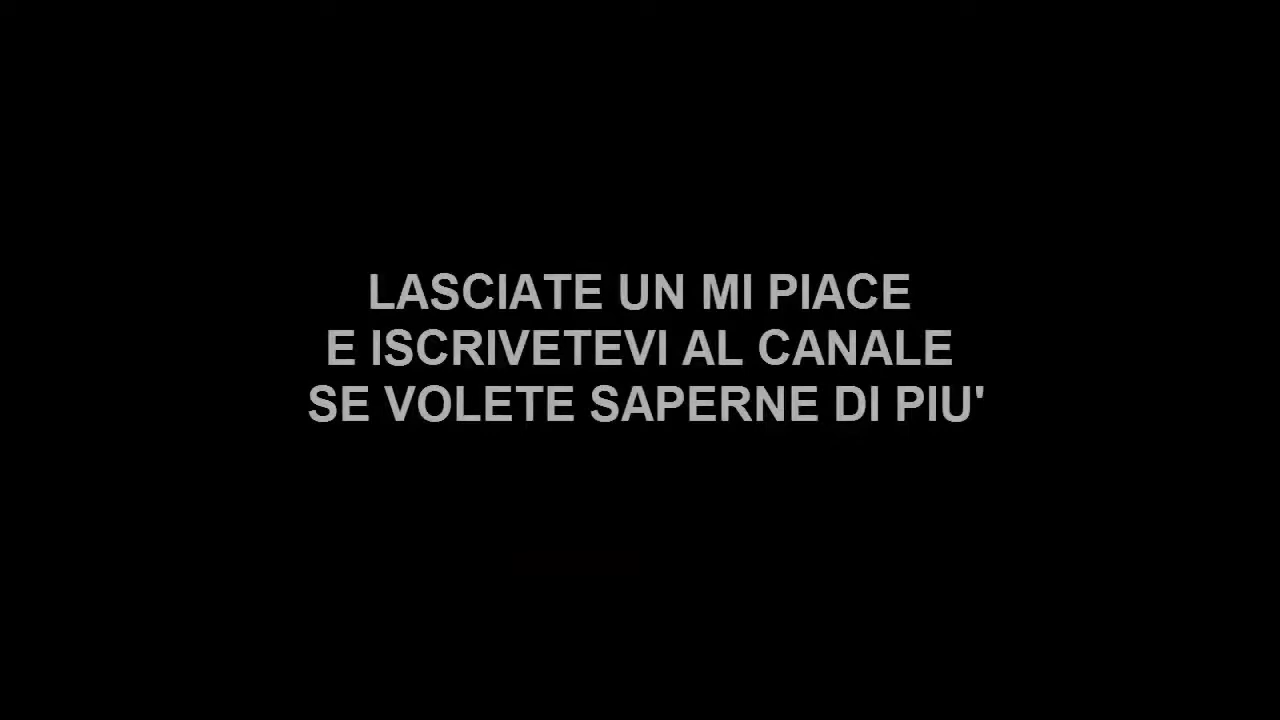 LASCIATE UN MI PIACE
E ISCRIVETEVI AL CANALE
SE VOLETE SAPERNE DI PIU'